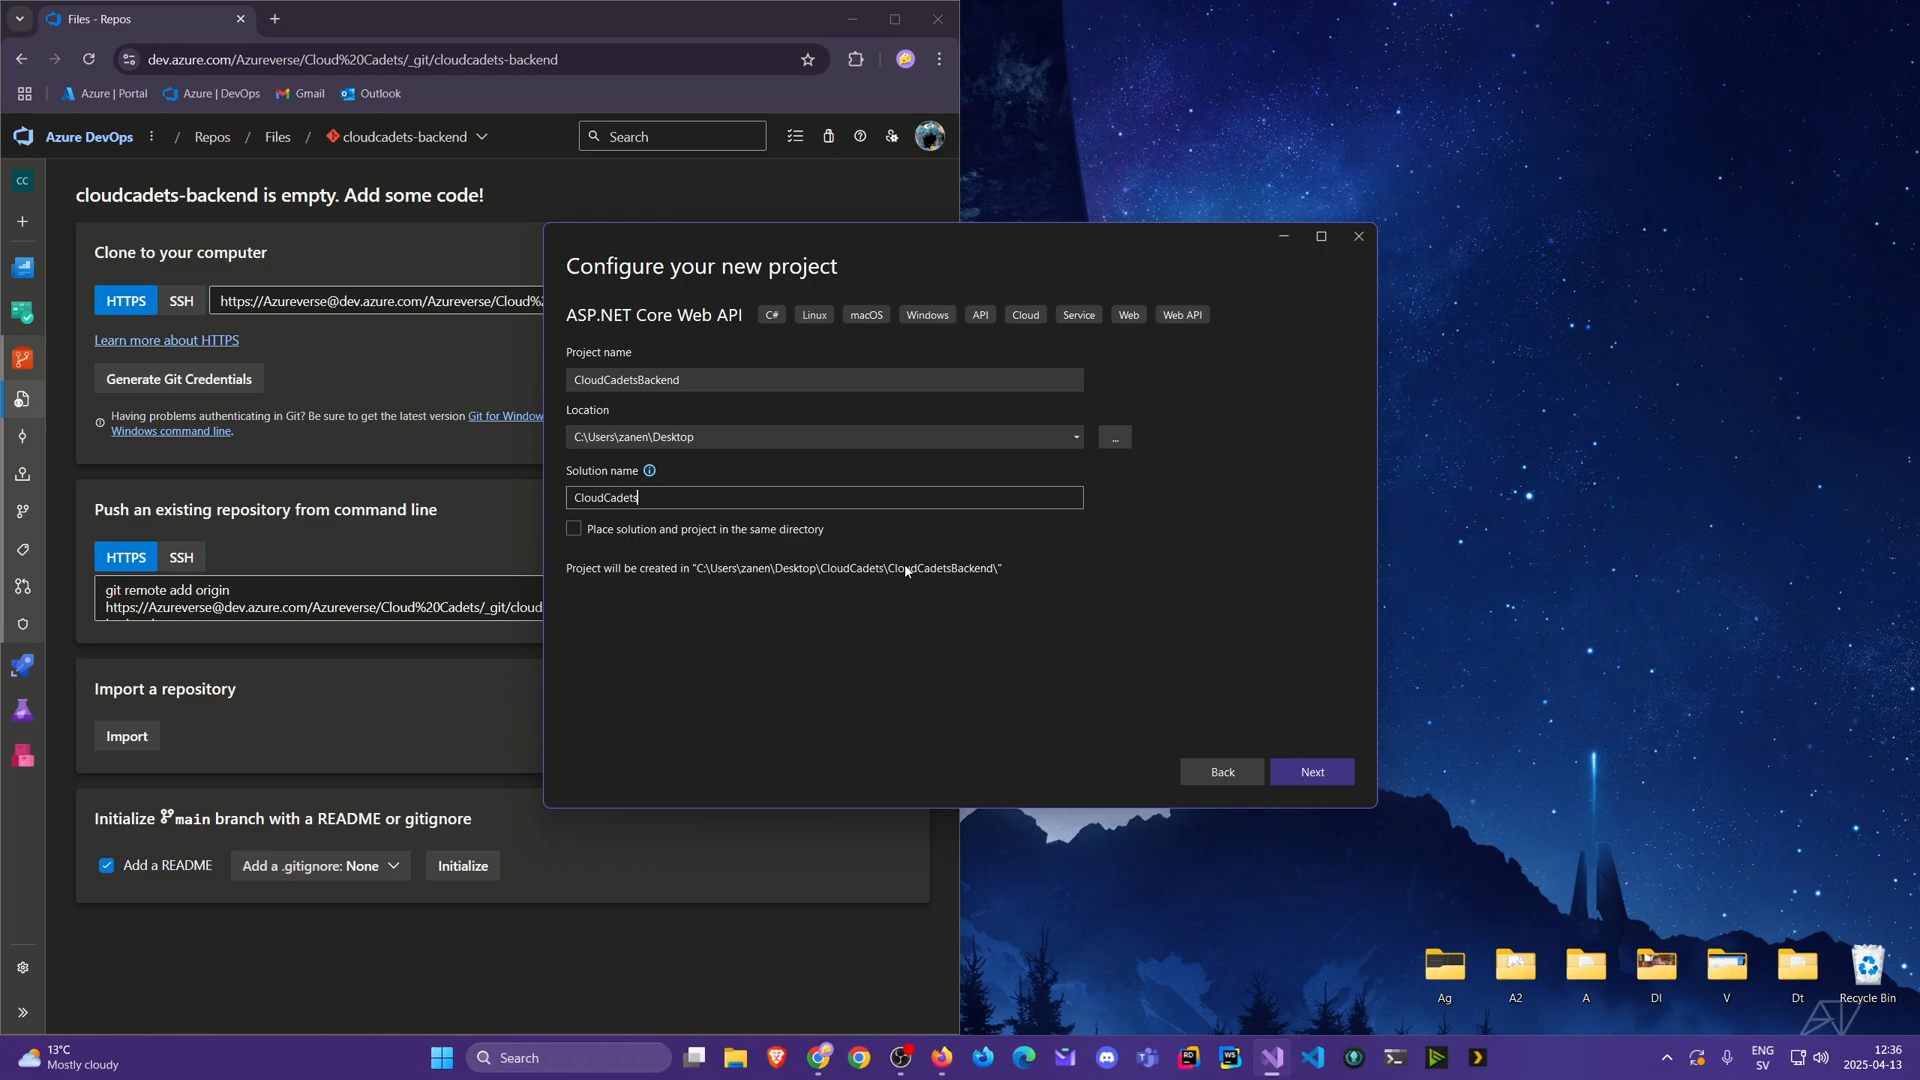 Files - Repos
dev.azure.com/Azureverse/Cloud%20Cadets/_git/cloudcadets-backend
Azure | Portal
Azure | DevOps
Gmail
Outlook
Azure DevOps
/
Repos
/
Files
/
cloudcadets-backend
Search
CC
cloudcadets-backend is empty. Add some code!
Clone to your computer
HTTPS
SSH
https://Azureverse@dev.azure.com/Azureverse/Cloud%
Learn more about HTTPS
Generate Git Credentials
Having problems authenticating in Git? Be sure to get the latest version Git for Window
Windows command line.
Push an existing repository from command line
HTTPS
SSH
git remote add origin
https://Azureverse@dev.azure.com/Azureverse/Cloud%20Cadets/_git/cloud
Import a repository
Import
Initialize main branch with a README or gitignore
Add a README
Add a .gitignore: None
Initialize
Configure your new project
ASP.NET Core Web API
C#
Linux
macOS
Windows
API
Cloud
Service
Web
Web API
Project name
CloudCadetsBackend
Location
C:\Users\zanen\Desktop
...
Solution name
CloudCadets
Place solution and project in the same directory
Project will be created in "C:\Users\zanen\Desktop\CloudCadets\CloudCadetsBackend\"
Back
Next
Ag
A2
A
DI
V
Dt
Recycle Bin
13°C
Mostly cloudy
Search
RD
WS
ENG
SV
12:36
2025-04-13